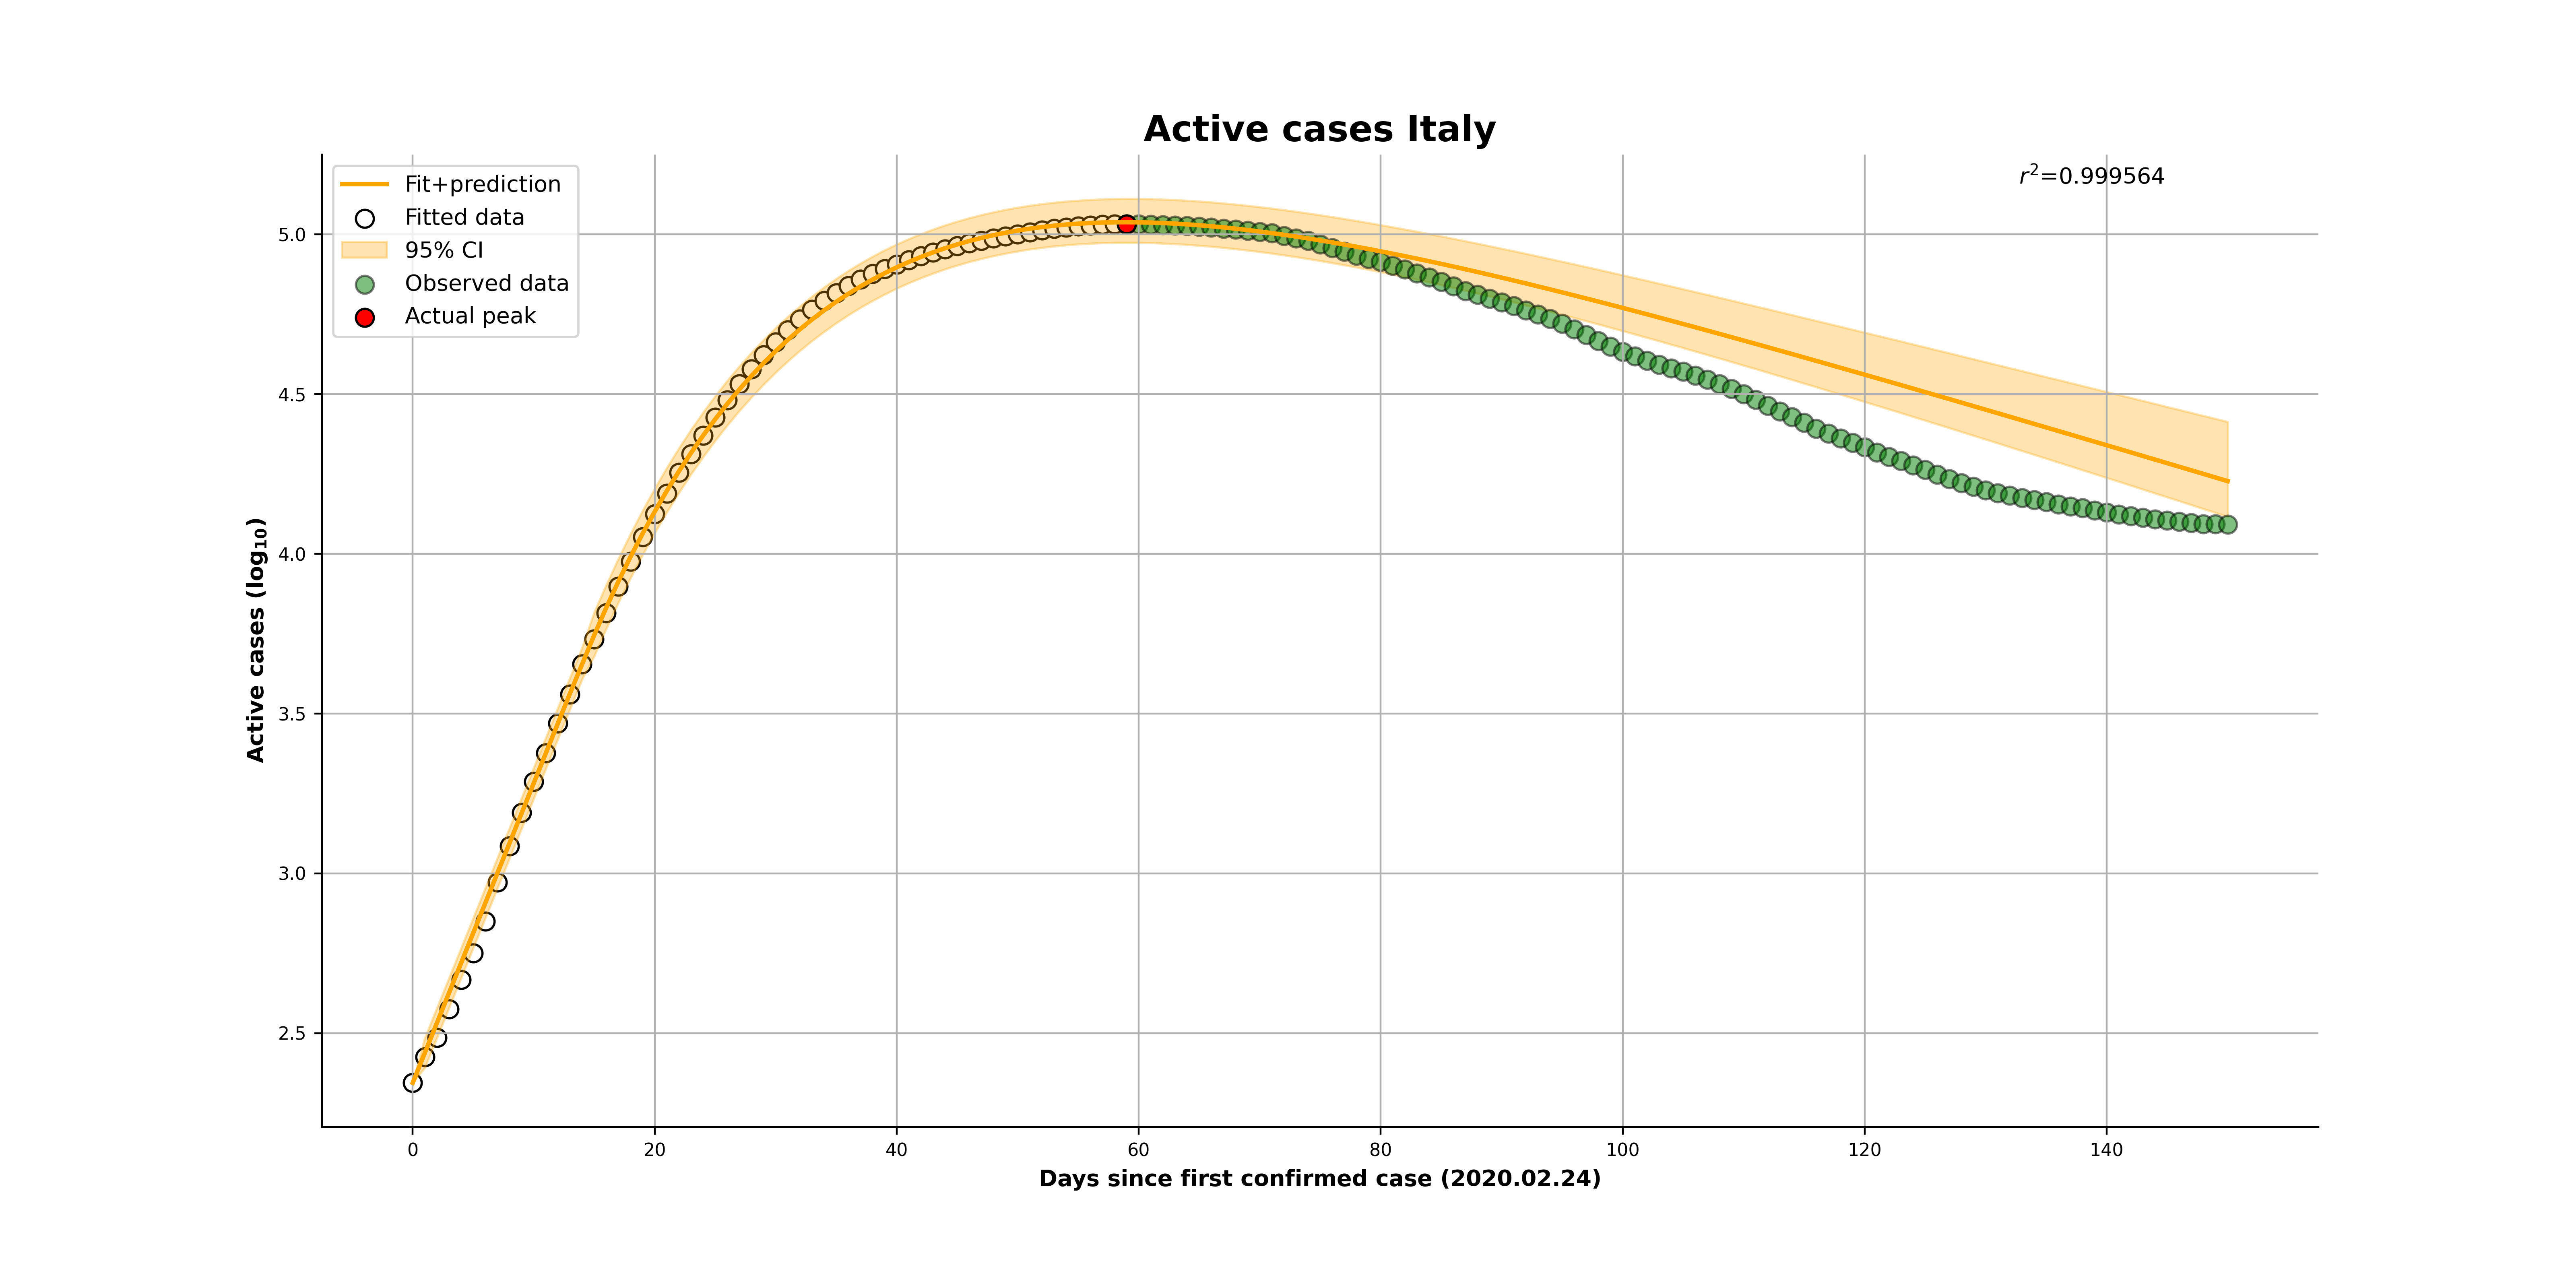 Active cases Italy
r²=0.999564
Fit+prediction
Fitted data
95% CI
Observed data
Actual peak
5.0
4.5
4.0
3.5
3.0
2.5
Active cases (log₁₀)
0 20 40 60 80 100 120 140
Days since first confirmed case (2020.02.24)